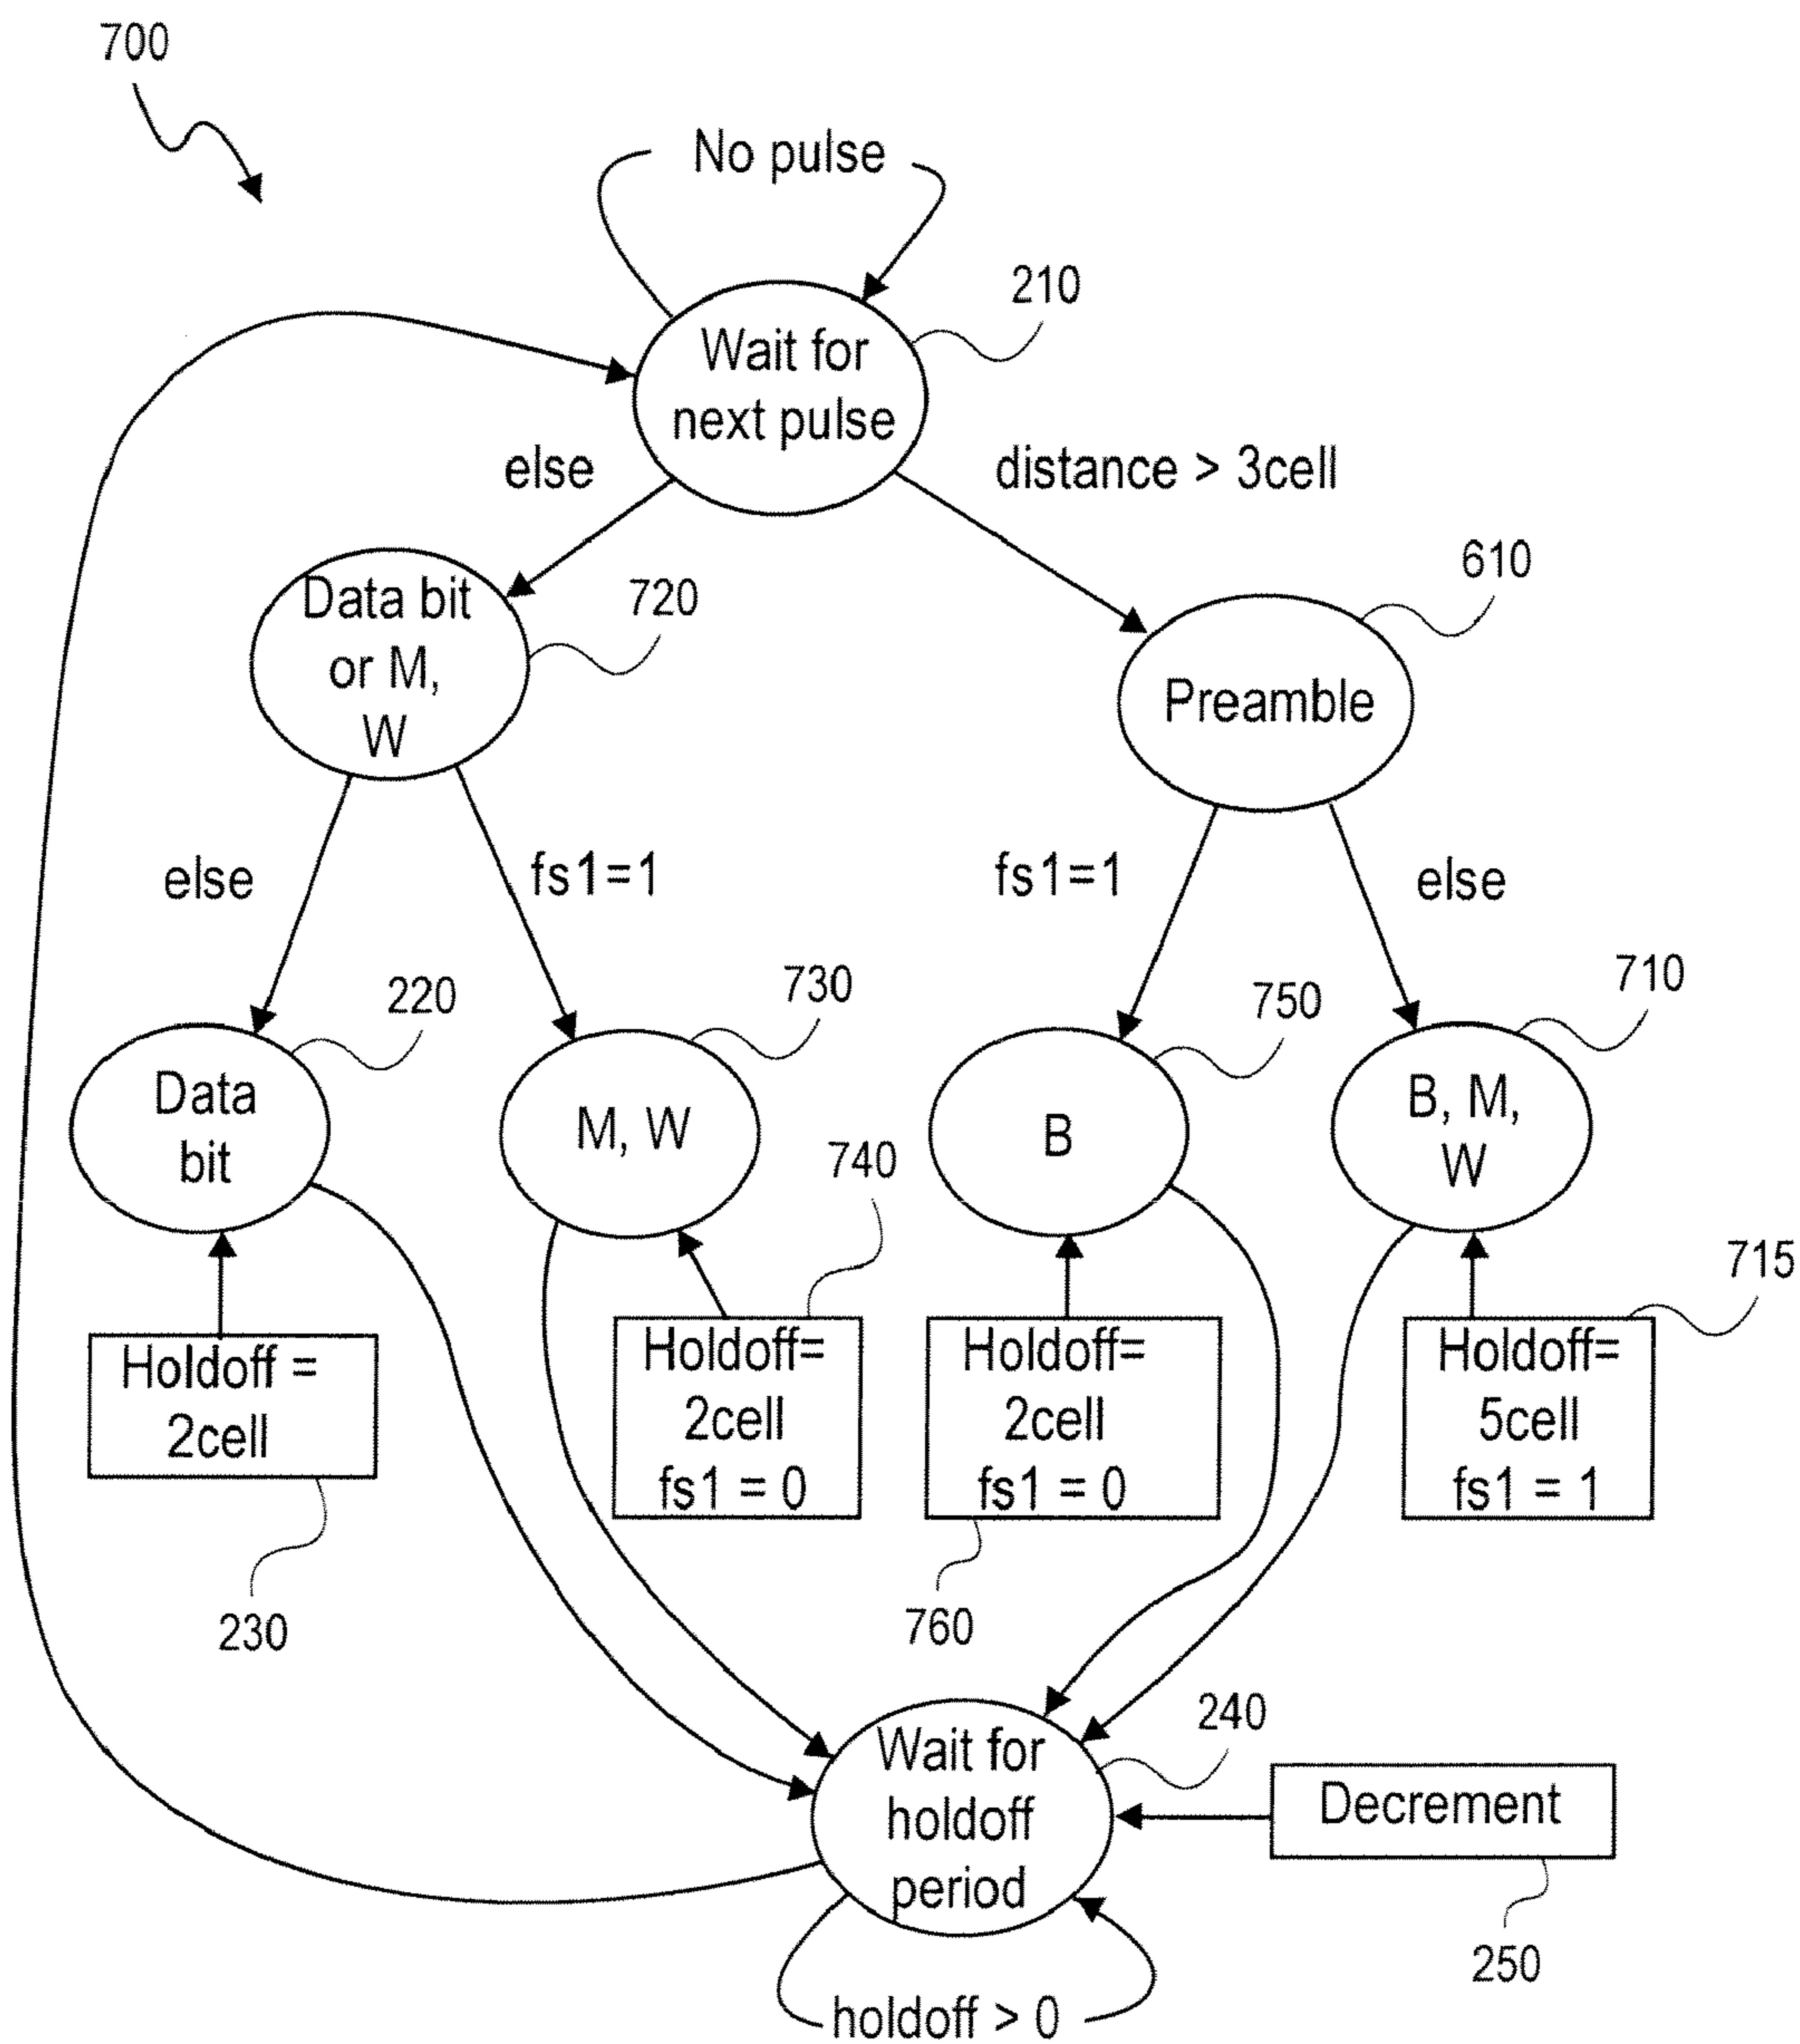 700
No pulse
210
Wait for
next pulse
else
distance > 3cell
610
Data bit
or M,
W
720
Preamble
else
fs1=1
fs1=1
else
220
730
750
710
Data
bit
M, W
B
B, M,
W
740
715
Holdoff =
2cell
Holdoff=
2cell
fs1 = 0
Holdoff=
2cell
fs1 = 0
Holdoff=
5cell
fs1 = 1
230
760
240
Wait for
holdoff
period
Decrement
250
holdoff > 0